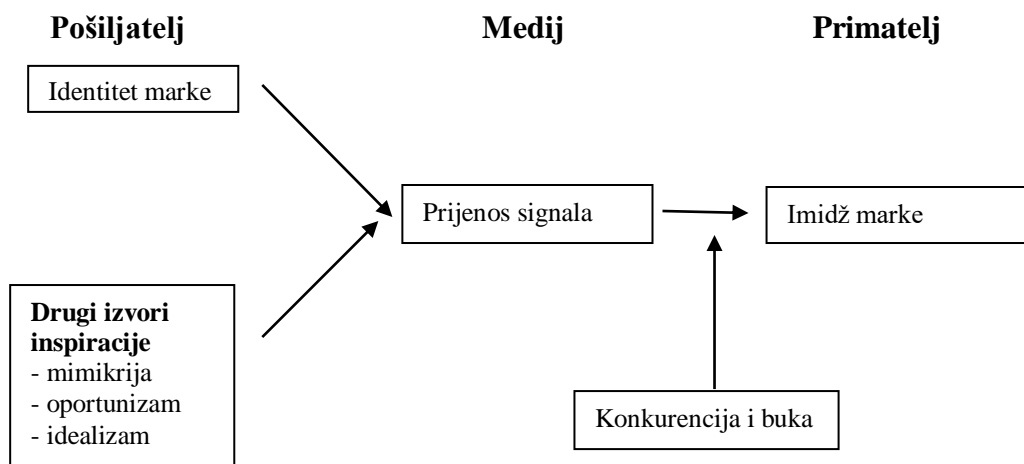 Pošiljatelj
Medij
Primatelj
Identitet marke
Prijenos signala
Imidž marke
Drugi izvori
inspiracije
- mimikrija
- oportunizam
- idealizam
Konkurencija i buka